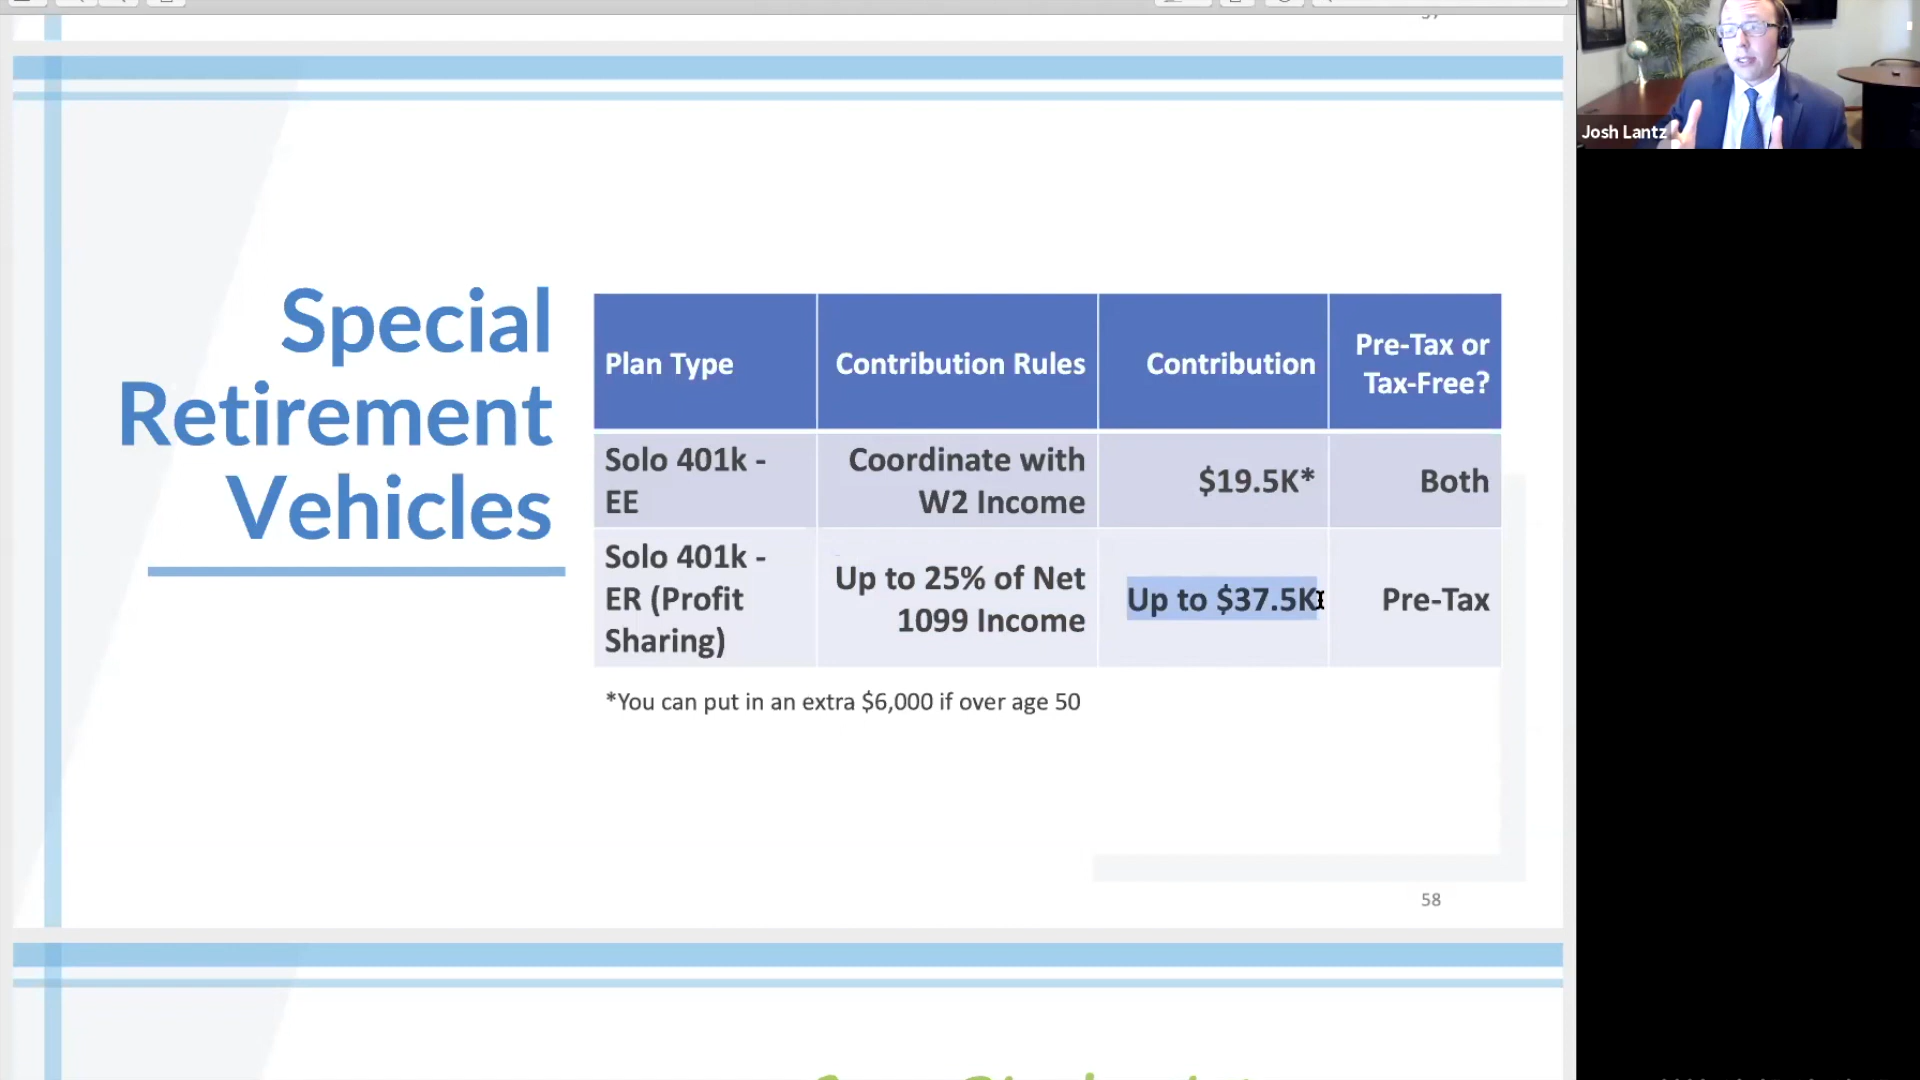 Special
Retirement
Vehicles
Plan Type
Contribution Rules
Contribution
Pre-Tax or
Tax-Free?
Solo 401k -
EE
Coordinate with
W2 Income
$19.5K*
Both
Solo 401k -
ER (Profit
Sharing)
Up to 25% of Net
1099 Income
Up to $37.5K
Pre-Tax
*You can put in an extra $6,000 if over age 50
58
Josh Lantz